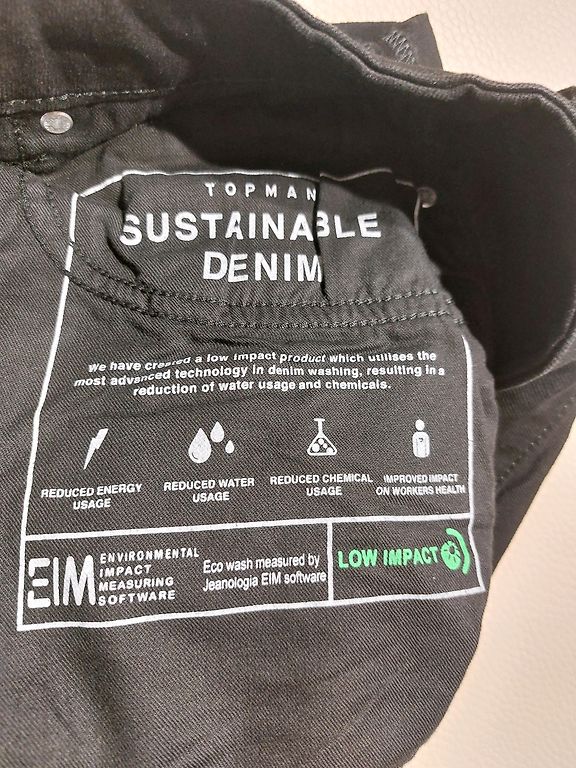 TOPMAN
SUSTAINABLE
DENIM
We have created a low impact product which utilises the
most advanced technology in denim washing, resulting in a
reduction of water usage and chemicals.
REDUCED ENERGY
USAGE
REDUCED WATER
USAGE
REDUCED CHEMICAL
USAGE
IMPROVED IMPACT
ON WORKERS HEALTH
EIM
ENVIRONMENTAL
IMPACT
MEASURING
SOFTWARE
Eco wash measured by
Jeanologia EIM software
LOW IMPACT